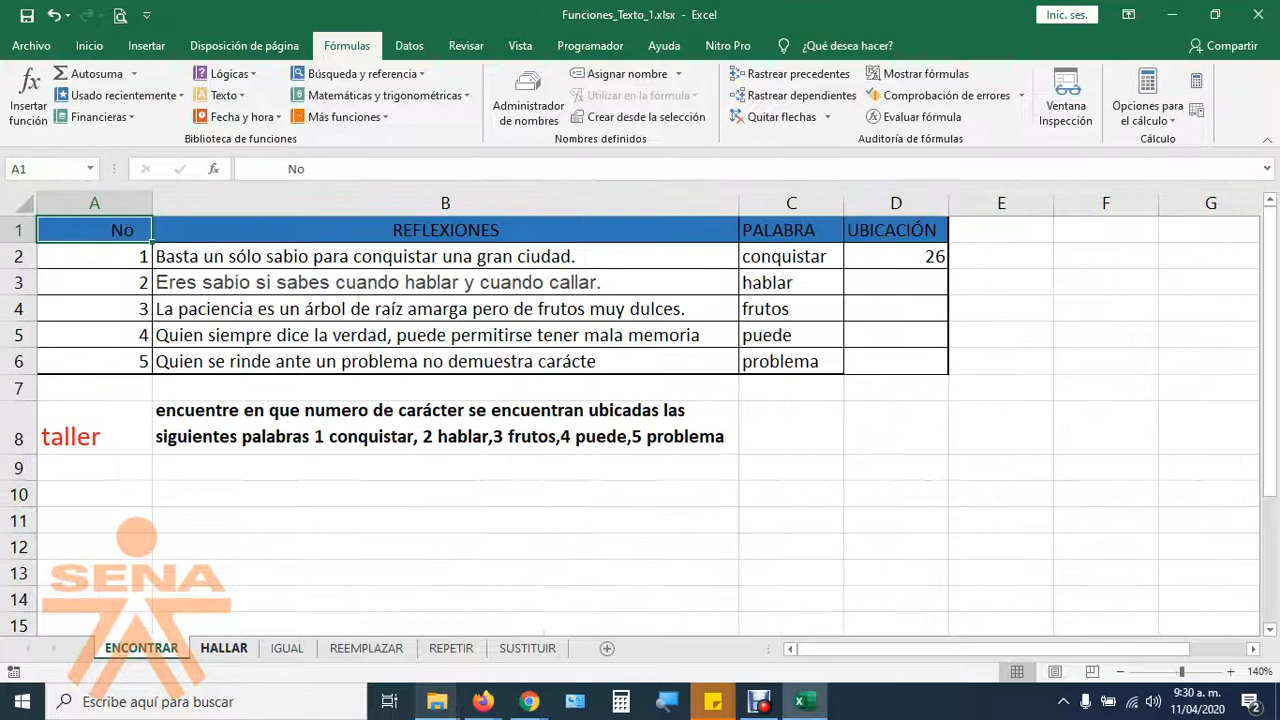 Funciones_Texto_1.xlsx - Excel
Inic. ses.
Archivo Inicio Insertar Disposición de página Fórmulas Datos Revisar Vista Programador Ayuda Nitro Pro ¿Qué desea hacer? Compartir
Insertar función
Autosuma
Usado recientemente
Financieras
Lógicas
Texto
Fecha y hora
Búsqueda y referencia
Matemáticas y trigonométricas
Más funciones
Biblioteca de funciones
Administrador de nombres
Asignar nombre
Utilizar en la fórmula
Crear desde la selección
Nombres definidos
Rastrear precedentes
Rastrear dependientes
Quitar flechas
Mostrar fórmulas
Comprobación de errores
Evaluar fórmula
Auditoría de fórmulas
Ventana Inspección
Opciones para el cálculo
Cálculo
A1 fx No
A B C D E F G
1 No REFLEXIONES PALABRA UBICACIÓN
2 1 Basta un sólo sabio para conquistar una gran ciudad. conquistar 26
3 2 Eres sabio si sabes cuando hablar y cuando callar. hablar
4 3 La paciencia es un árbol de raíz amarga pero de frutos muy dulces. frutos
5 4 Quien siempre dice la verdad, puede permitirse tener mala memoria puede
6 5 Quien se rinde ante un problema no demuestra carácte problema
7
encuentre en que numero de carácter se encuentran ubicadas las
8 taller siguientes palabras 1 conquistar, 2 hablar,3 frutos,4 puede,5 problema
9
10
11
12
13
14
15
SENA
ENCONTRAR HALLAR IGUAL REEMPLAZAR REPETIR SUSTITUIR
140%
Escribe aquí para buscar
9:30 a. m.
11/04/2020
2